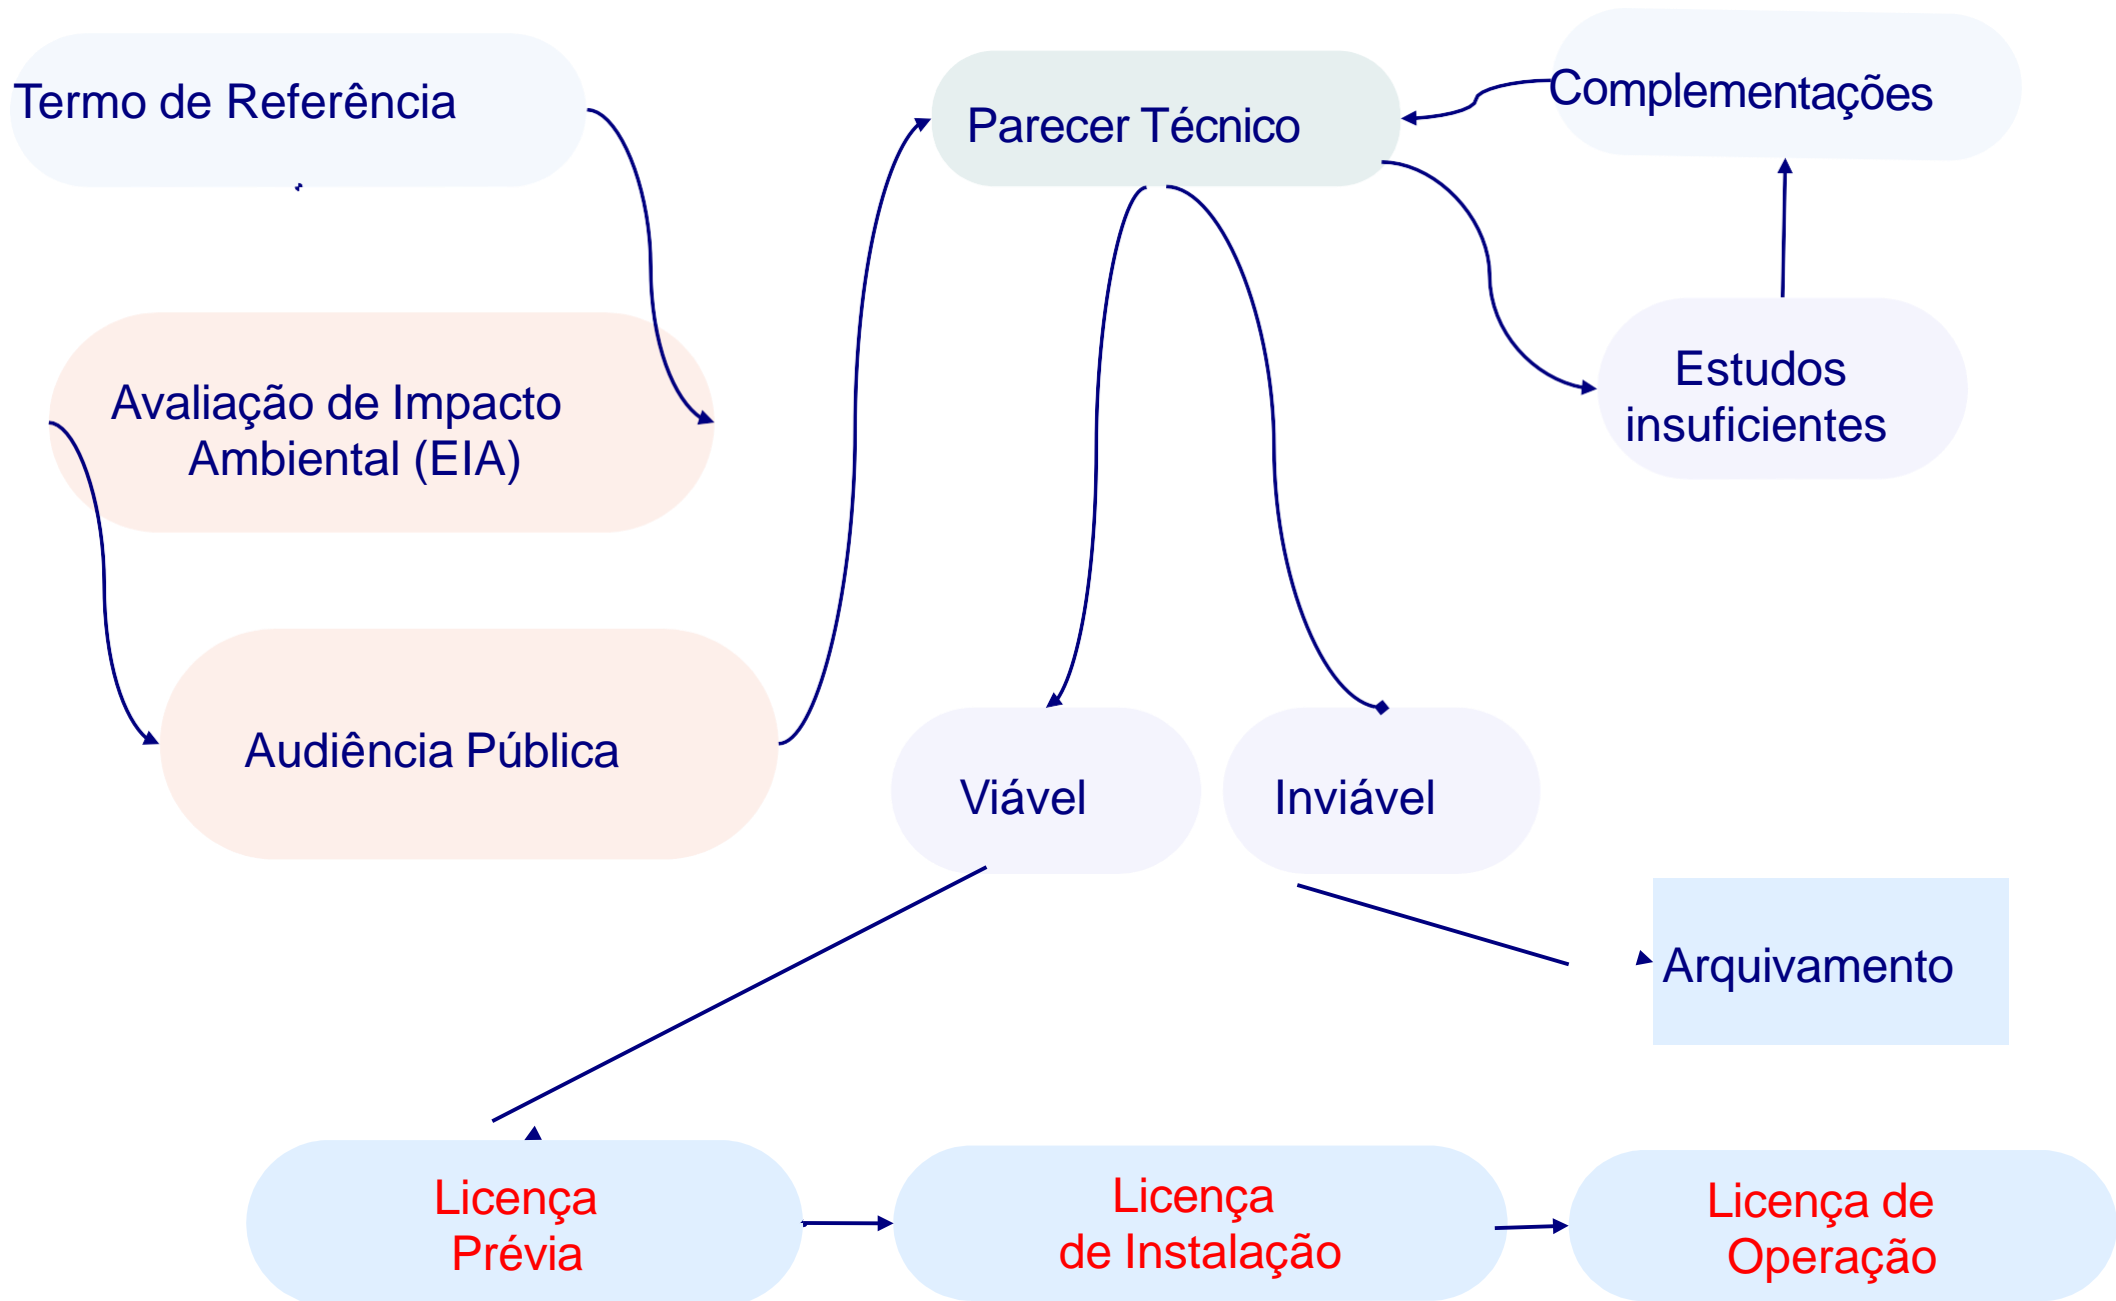 Termo de Referência
Avaliação de Impacto
Ambiental (EIA)
Audiência Pública
Parecer Técnico
Complementações
Estudos
insuficientes
Viável
Inviável
Arquivamento
Licença
Prévia
Licença
de Instalação
Licença de
Operação